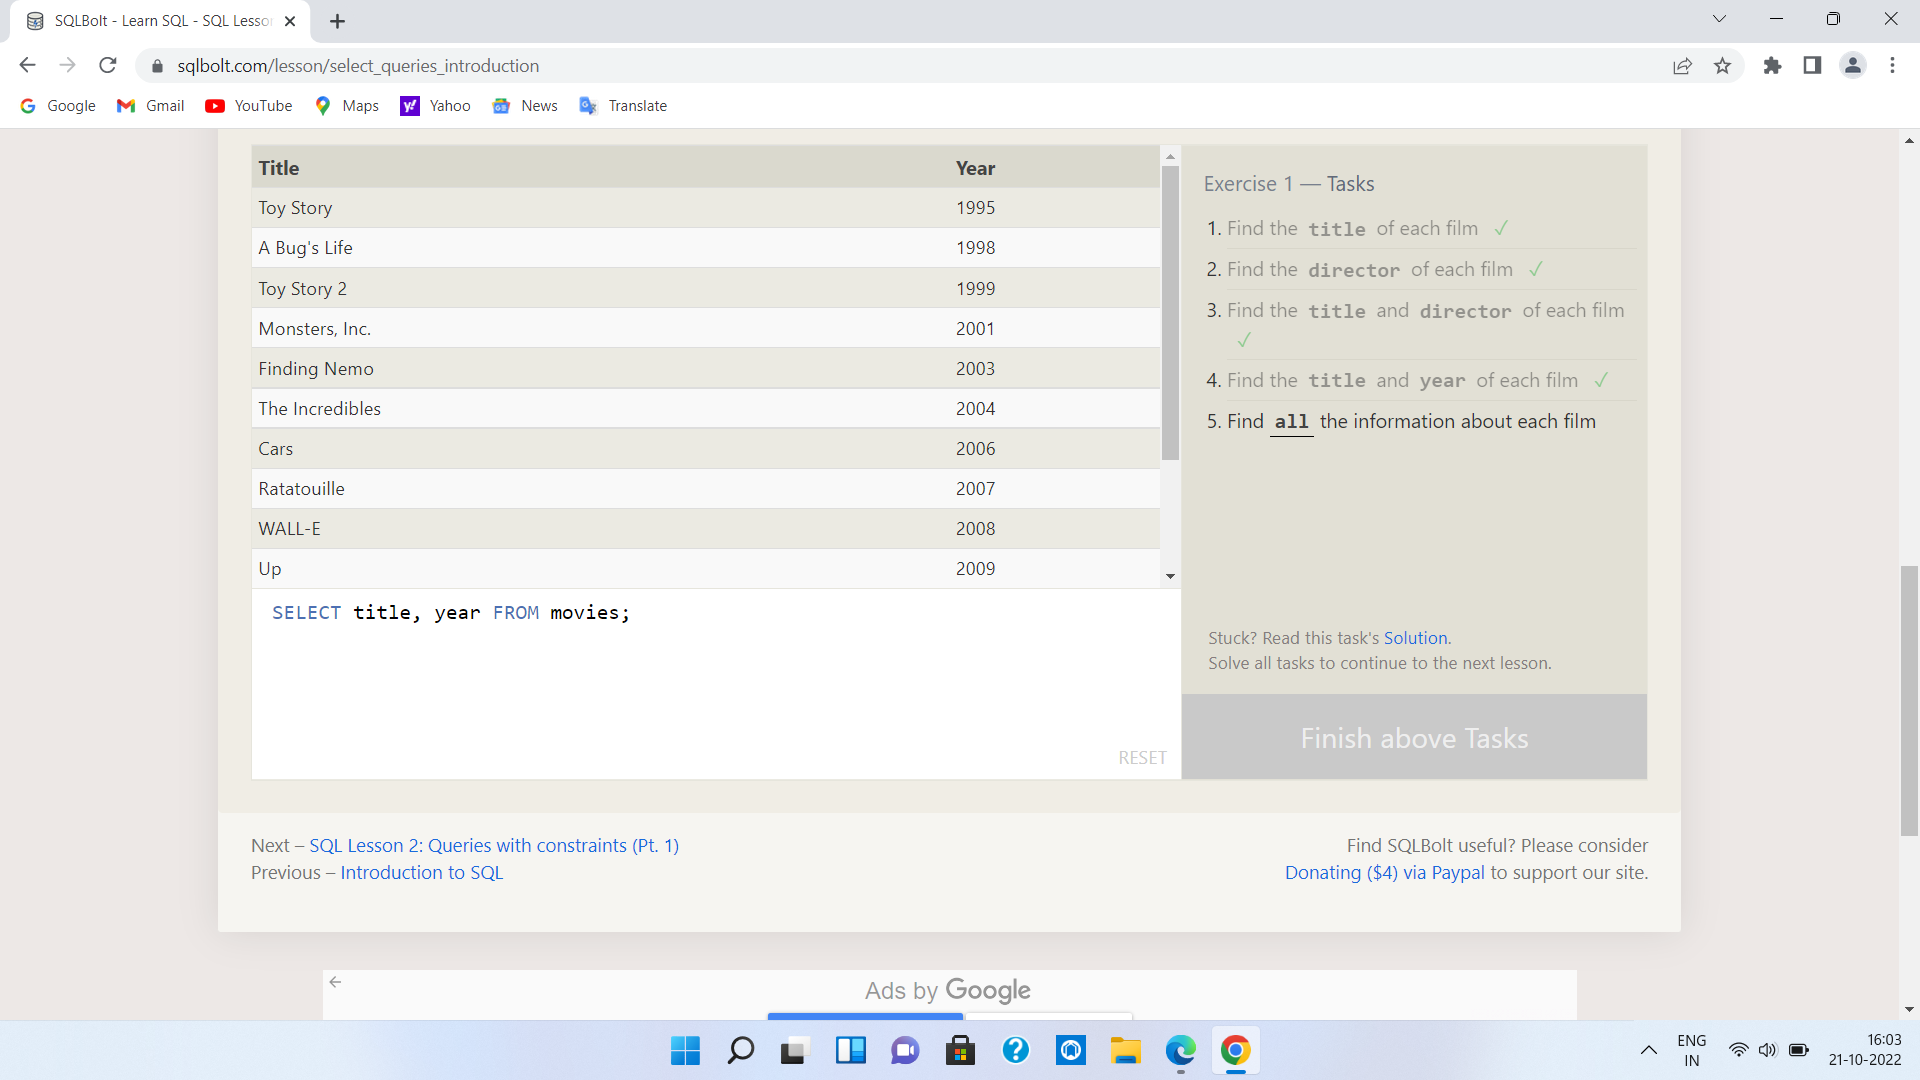 SQLBolt - Learn SQL - SQL Lesso
sqlbolt.com/lesson/select_queries_introduction
Google
Gmail
YouTube
Maps
Yahoo
News
Translate
Title Year
Toy Story 1995
A Bug's Life 1998
Toy Story 2 1999
Monsters, Inc. 2001
Finding Nemo 2003
The Incredibles 2004
Cars 2006
Ratatouille 2007
WALL-E 2008
Up 2009
SELECT title, year FROM movies;
RESET
Exercise 1 — Tasks
1. Find the title of each film ✓
2. Find the director of each film ✓
3. Find the title and director of each film
✓
4. Find the title and year of each film ✓
5. Find all the information about each film
Stuck? Read this task's Solution.
Solve all tasks to continue to the next lesson.
Finish above Tasks
Next – SQL Lesson 2: Queries with constraints (Pt. 1)
Previous – Introduction to SQL
Find SQLBolt useful? Please consider
Donating ($4) via Paypal to support our site.
Ads by Google
ENG
IN
16:03
21-10-2022